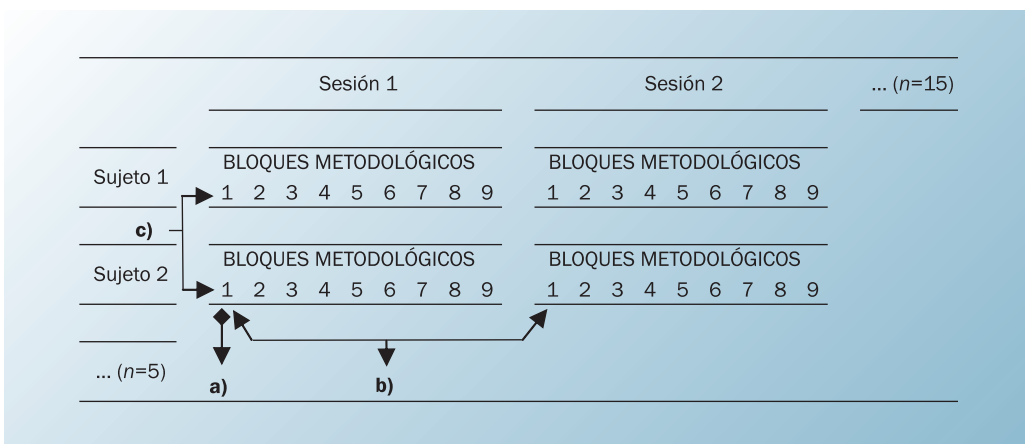 Sesión 1 Sesión 2 ... (n=15)
BLOQUES METODOLÓGICOS BLOQUES METODOLÓGICOS
Sujeto 1
1 2 3 4 5 6 7 8 9 1 2 3 4 5 6 7 8 9
c)
BLOQUES METODOLÓGICOS BLOQUES METODOLÓGICOS
Sujeto 2
1 2 3 4 5 6 7 8 9 1 2 3 4 5 6 7 8 9
... (n=5)
a) b)